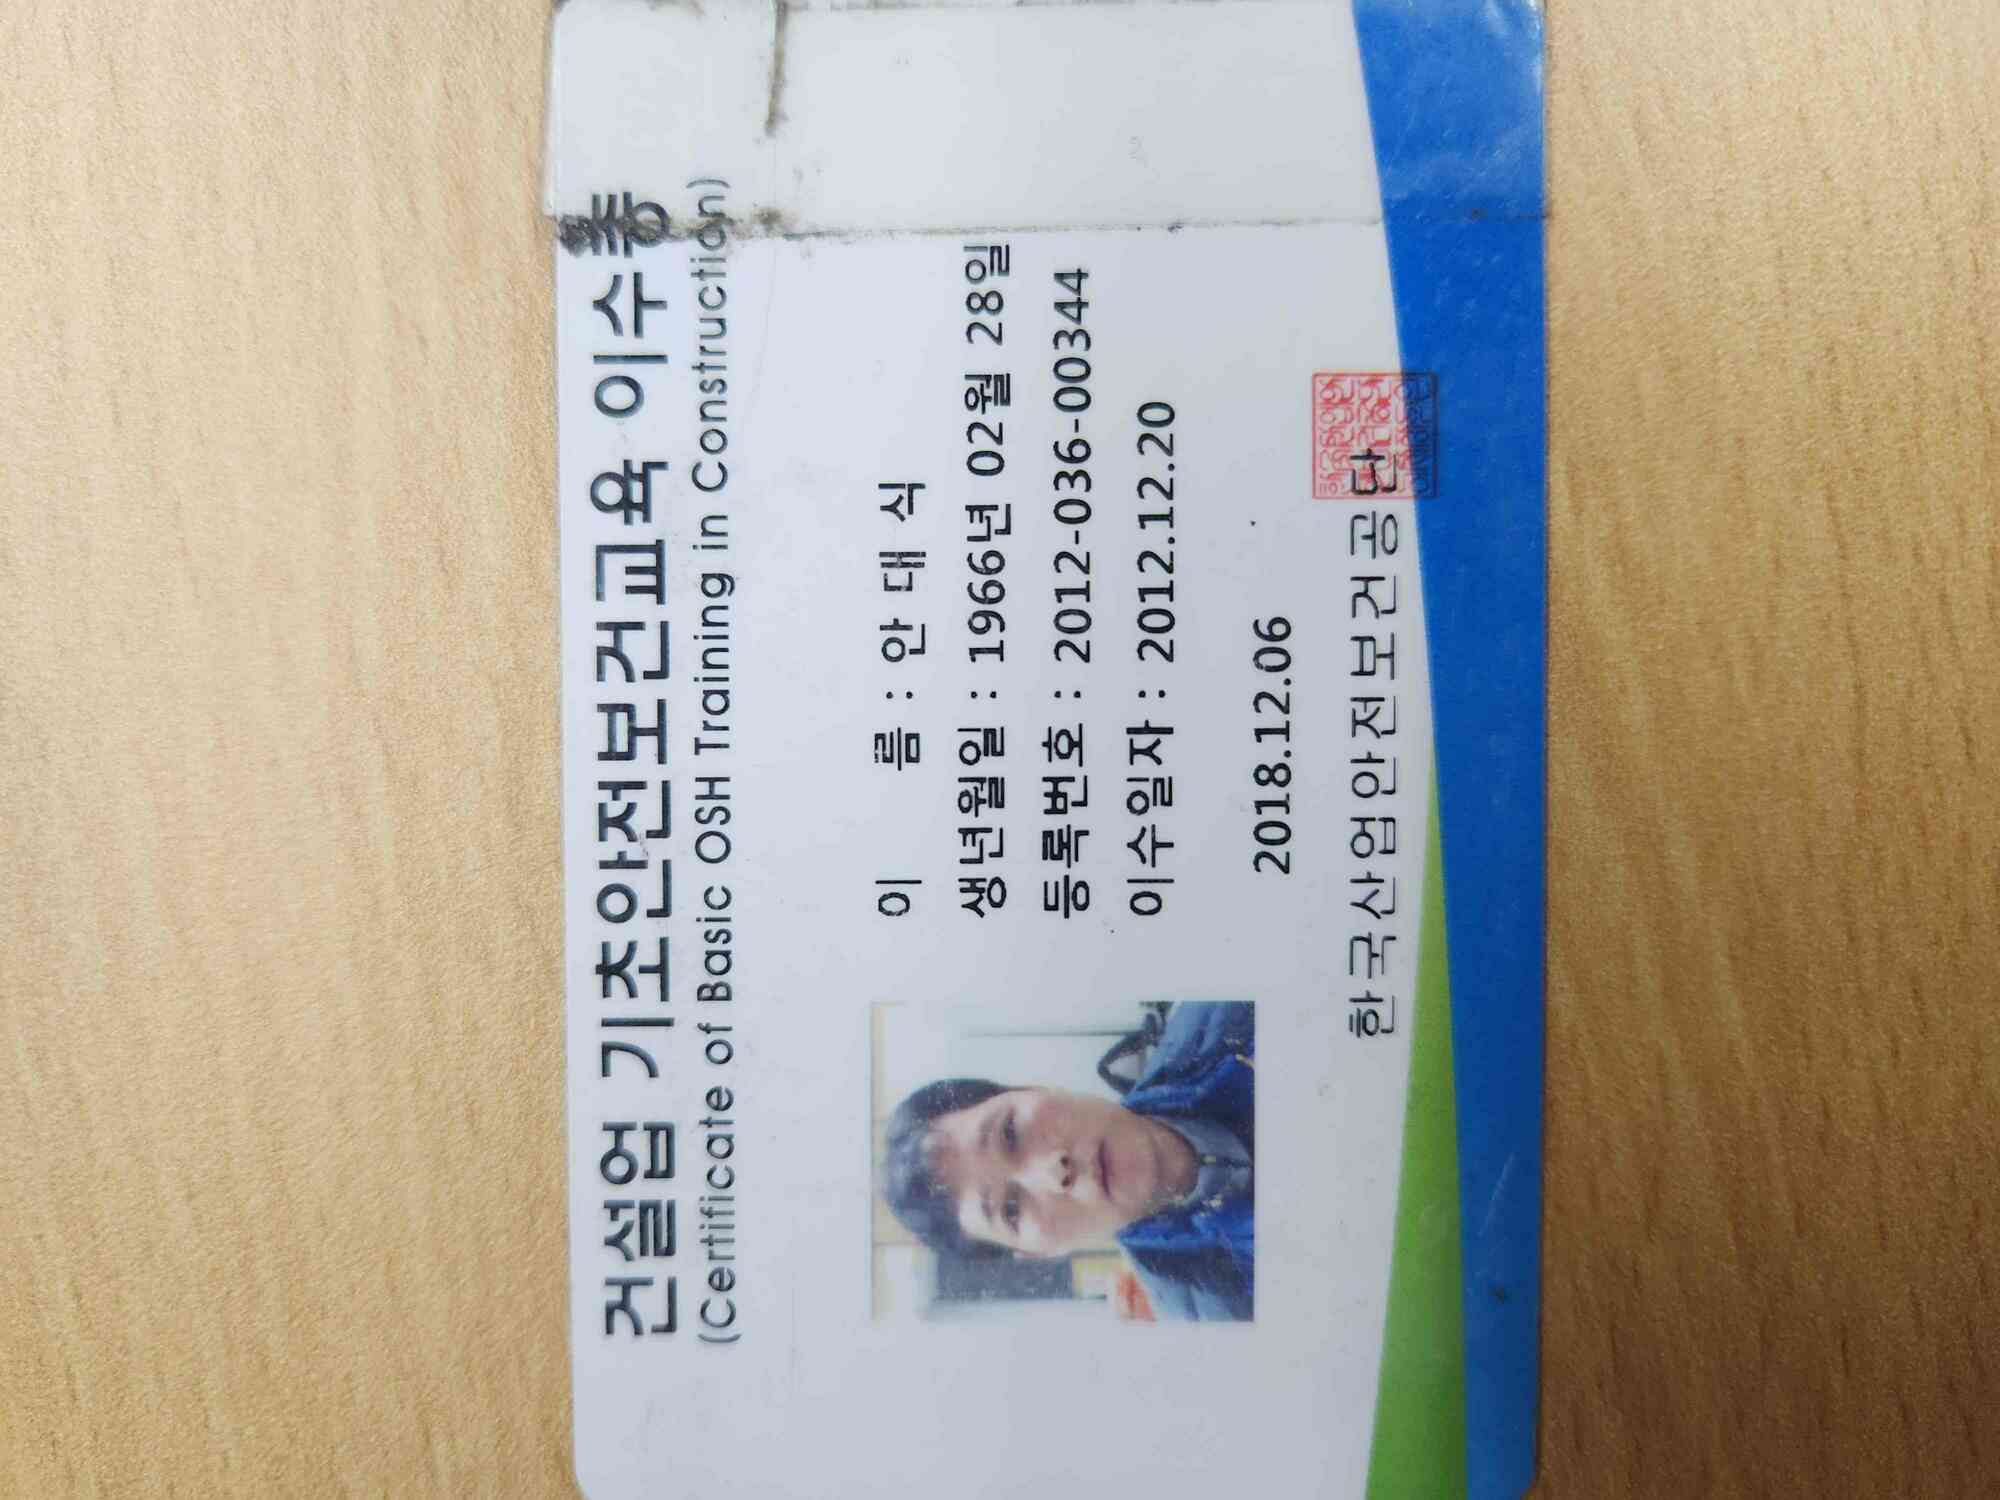 건설업 기초안전보건교육 이수증
(Certificate of Basic OSH Training in Construction)
이 름 : 안 대 식
생년월일 : 1966년 02월 28일
등록번호 : 2012-036-00344
이수일자 : 2012.12.20
2018.12.06
한국산업안전보건공단